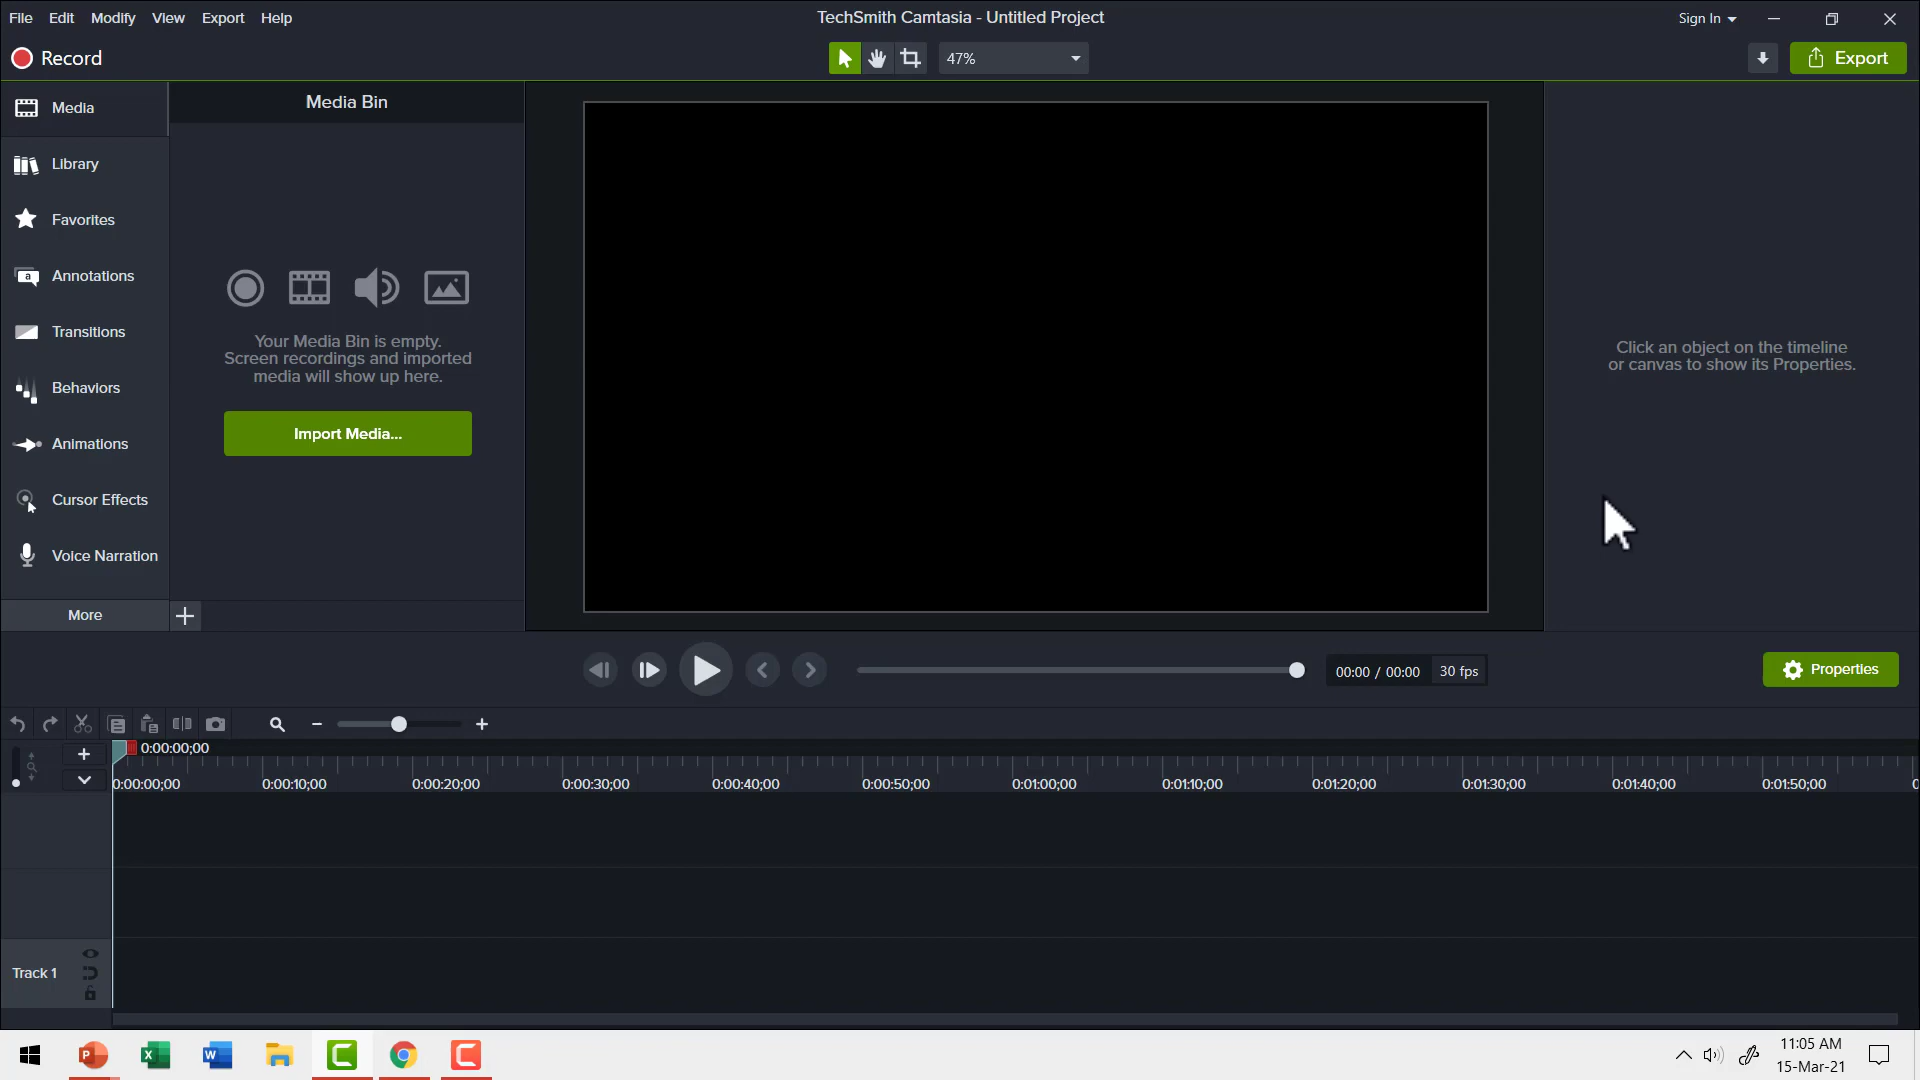 File Edit Modify View Export Help
TechSmith Camtasia - Untitled Project
Sign In
Record
47%
Export
Media
Library
Favorites
a
Annotations
Transitions
Behaviors
Animations
Cursor Effects
Voice Narration
More
Media Bin
Your Media Bin is empty.
Screen recordings and imported
media will show up here.
Import Media...
Click an object on the timeline
or canvas to show its Properties.
00:00 / 00:00
30 fps
Properties
0:00:00;00
0:00:00;00 0:00:10;00 0:00:20;00 0:00:30;00 0:00:40;00 0:00:50;00 0:01:00;00 0:01:10;00 0:01:20;00 0:01:30;00 0:01:40;00 0:01:50;00
Track 1
P X W C C
11:05 AM
15-Mar-21